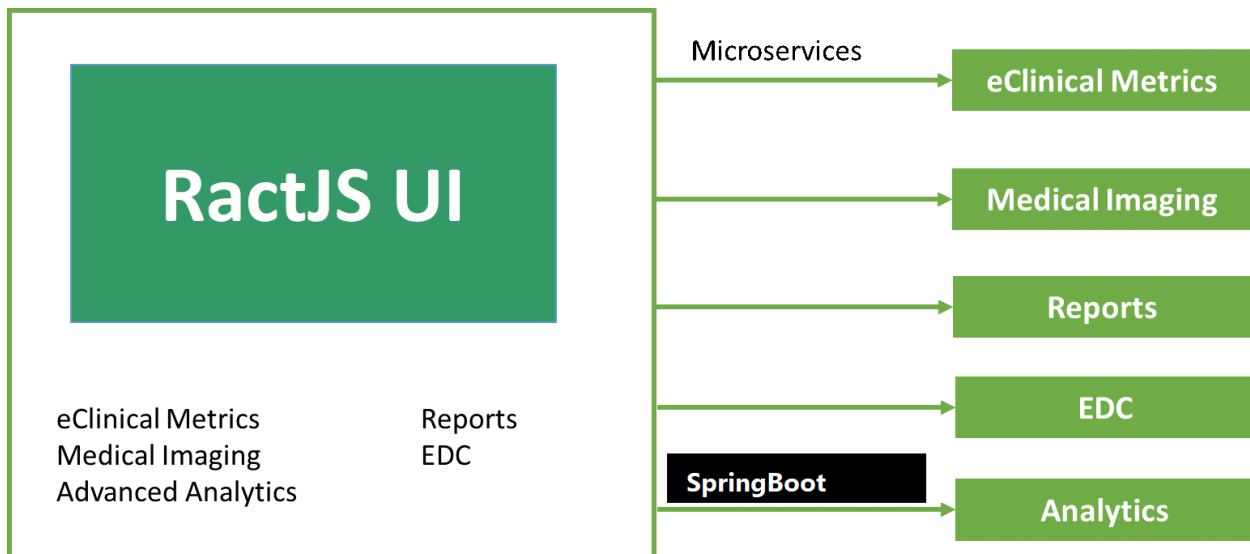 RactJS UI
eClinical Metrics
Medical Imaging
Advanced Analytics
Reports
EDC
Microservices
eClinical Metrics
Medical Imaging
Reports
EDC
SpringBoot
Analytics